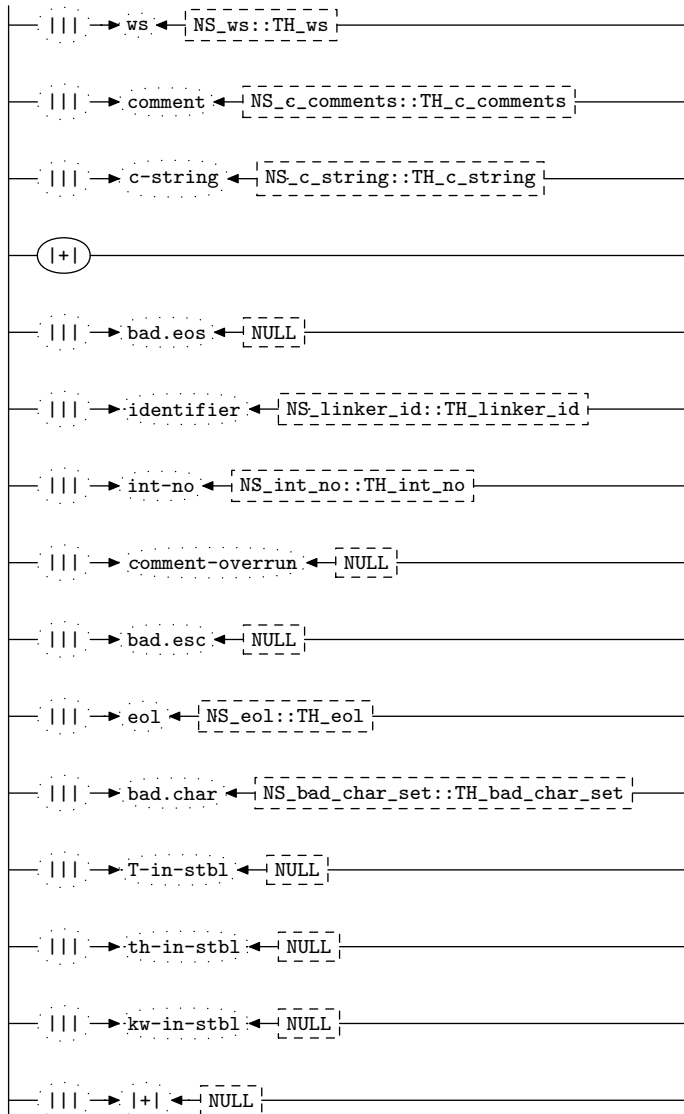 ||| ws NS_ws::TH_ws
||| comment NS_c_comments::TH_c_comments
||| c-string NS_c_string::TH_c_string
|+|
||| bad.eos NULL
||| identifier NS_linker_id::TH_linker_id
||| int-no NS_int_no::TH_int_no
||| comment-overrun NULL
||| bad.esc NULL
||| eol NS_eol::TH_eol
||| bad.char NS_bad_char_set::TH_bad_char_set
||| T-in-stbl NULL
||| th-in-stbl NULL
||| kw-in-stbl NULL
||| |+| NULL